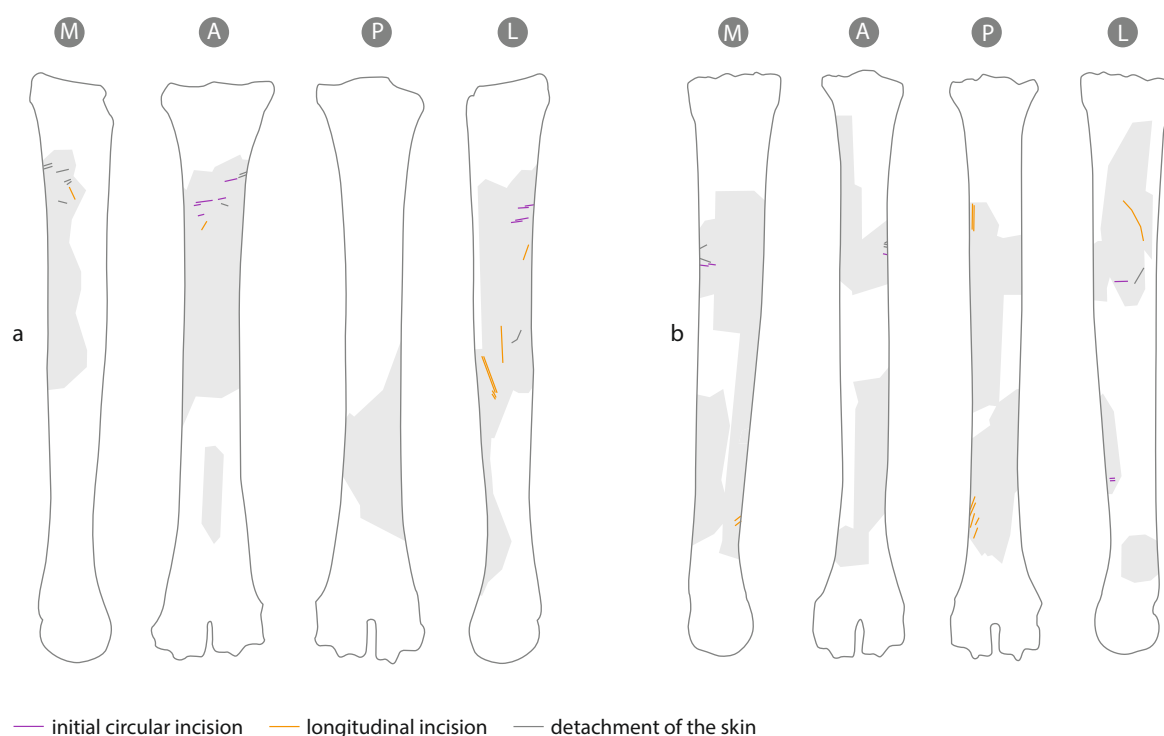 M A P L M A P L
a b
initial circular incision longitudinal incision detachment of the skin